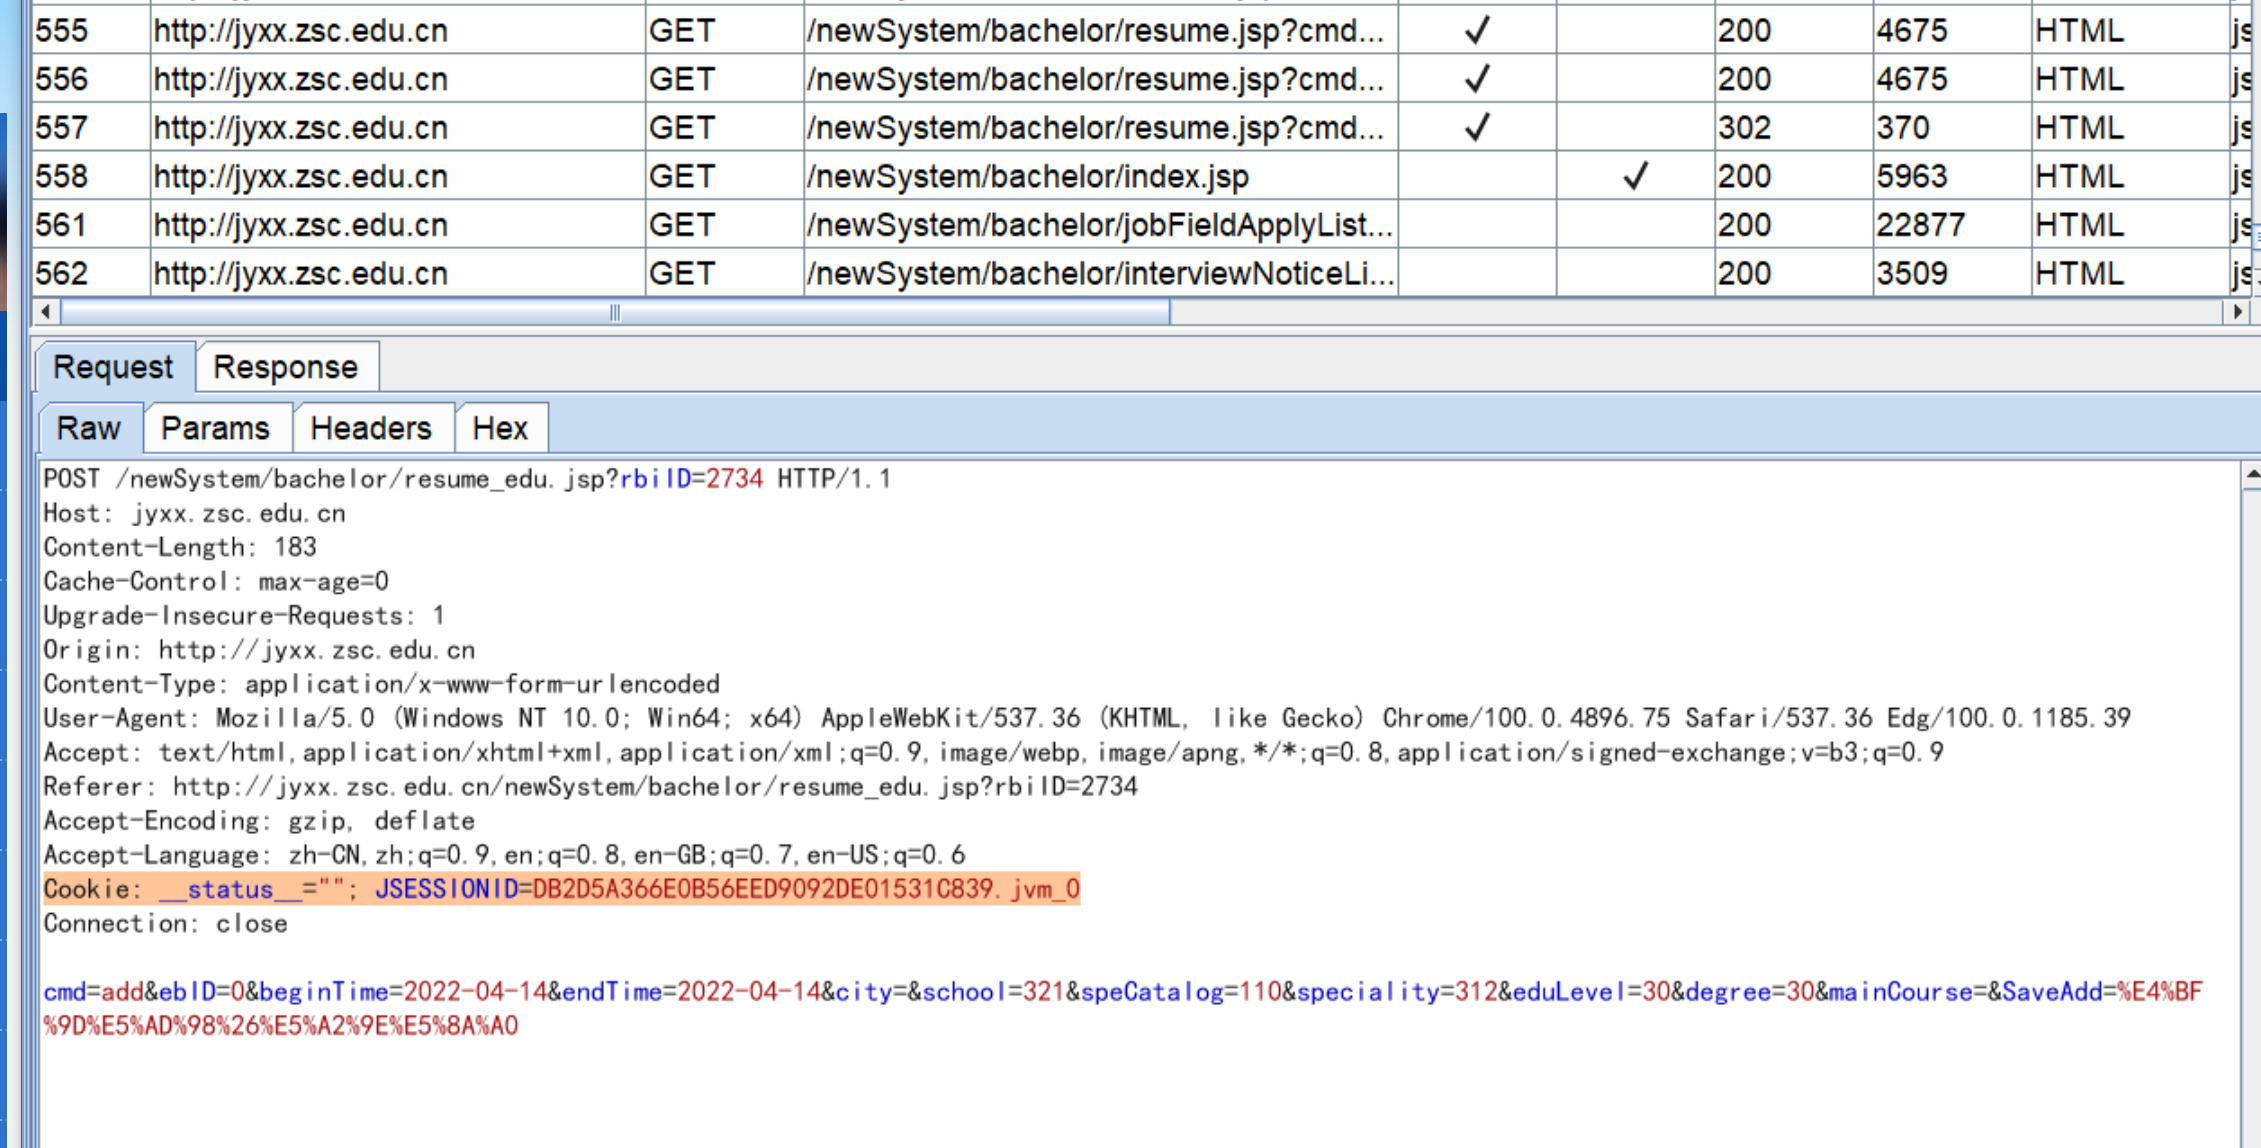 555 http://jyxx.zsc.edu.cn GET /newSystem/bachelor/resume.jsp?cmd... ✓ 200 4675 HTML js
556 http://jyxx.zsc.edu.cn GET /newSystem/bachelor/resume.jsp?cmd... ✓ 200 4675 HTML js
557 http://jyxx.zsc.edu.cn GET /newSystem/bachelor/resume.jsp?cmd... ✓ 302 370 HTML js
558 http://jyxx.zsc.edu.cn GET /newSystem/bachelor/index.jsp ✓ 200 5963 HTML js
561 http://jyxx.zsc.edu.cn GET /newSystem/bachelor/jobFieldApplyList... 200 22877 HTML js
562 http://jyxx.zsc.edu.cn GET /newSystem/bachelor/interviewNoticeLi... 200 3509 HTML js
Request Response
Raw Params Headers Hex
POST /newSystem/bachelor/resume_edu.jsp?rbiID=2734 HTTP/1.1
Host: jyxx.zsc.edu.cn
Content-Length: 183
Cache-Control: max-age=0
Upgrade-Insecure-Requests: 1
Origin: http://jyxx.zsc.edu.cn
Content-Type: application/x-www-form-urlencoded
User-Agent: Mozilla/5.0 (Windows NT 10.0; Win64; x64) AppleWebKit/537.36 (KHTML, like Gecko) Chrome/100.0.4896.75 Safari/537.36 Edg/100.0.1185.39
Accept: text/html,application/xhtml+xml,application/xml;q=0.9,image/webp,image/apng,*/*;q=0.8,application/signed-exchange;v=b3;q=0.9
Referer: http://jyxx.zsc.edu.cn/newSystem/bachelor/resume_edu.jsp?rbiID=2734
Accept-Encoding: gzip, deflate
Accept-Language: zh-CN,zh;q=0.9,en;q=0.8,en-GB;q=0.7,en-US;q=0.6
Cookie: __status__=""; JSESSIONID=DB2D5A366E0B56EED9092DE01531C839.jvm_0
Connection: close
cmd=add&ebID=0&beginTime=2022-04-14&endTime=2022-04-14&city=&school=321&speCatalog=110&speciality=312&eduLevel=30&degree=30&mainCourse=&SaveAdd=%E4%BF
%9D%E5%AD%98%26%E5%A2%9E%E5%8A%A0